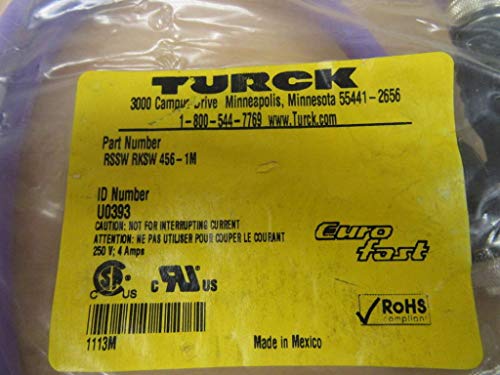 TURCK
3000 Campus Drive Minneapolis, Minnesota 55441-2656
1-800-544-7769 www.Turck.com
Part Number
RSSW RKSW 456-1M
ID Number
U0393
CAUTION: NOT FOR INTERRUPTING CURRENT
ATTENTION: NE PAS UTILISER POUR COUPER LE COURANT
250 V; 4 Amps
Euro fast
C US
C UL US
RoHS
compliant
1113M
Made in Mexico